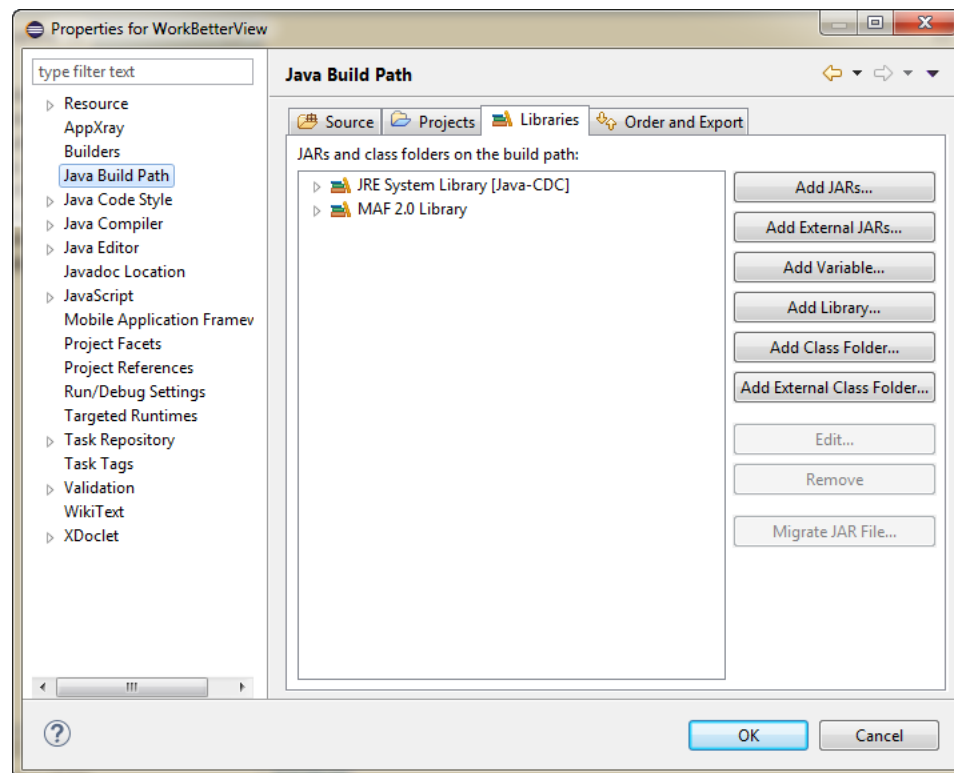 Properties for WorkBetterView
type filter text
Resource
AppXray
Builders
Java Build Path
Java Code Style
Java Compiler
Java Editor
Javadoc Location
JavaScript
Mobile Application Framew
Project Facets
Project References
Run/Debug Settings
Targeted Runtimes
Task Repository
Task Tags
Validation
WikiText
XDoclet
Java Build Path
Source Projects Libraries Order and Export
JARs and class folders on the build path:
JRE System Library [Java-CDC]
MAF 2.0 Library
Add JARs...
Add External JARs...
Add Variable...
Add Library...
Add Class Folder...
Add External Class Folder...
Edit...
Remove
Migrate JAR File...
OK Cancel